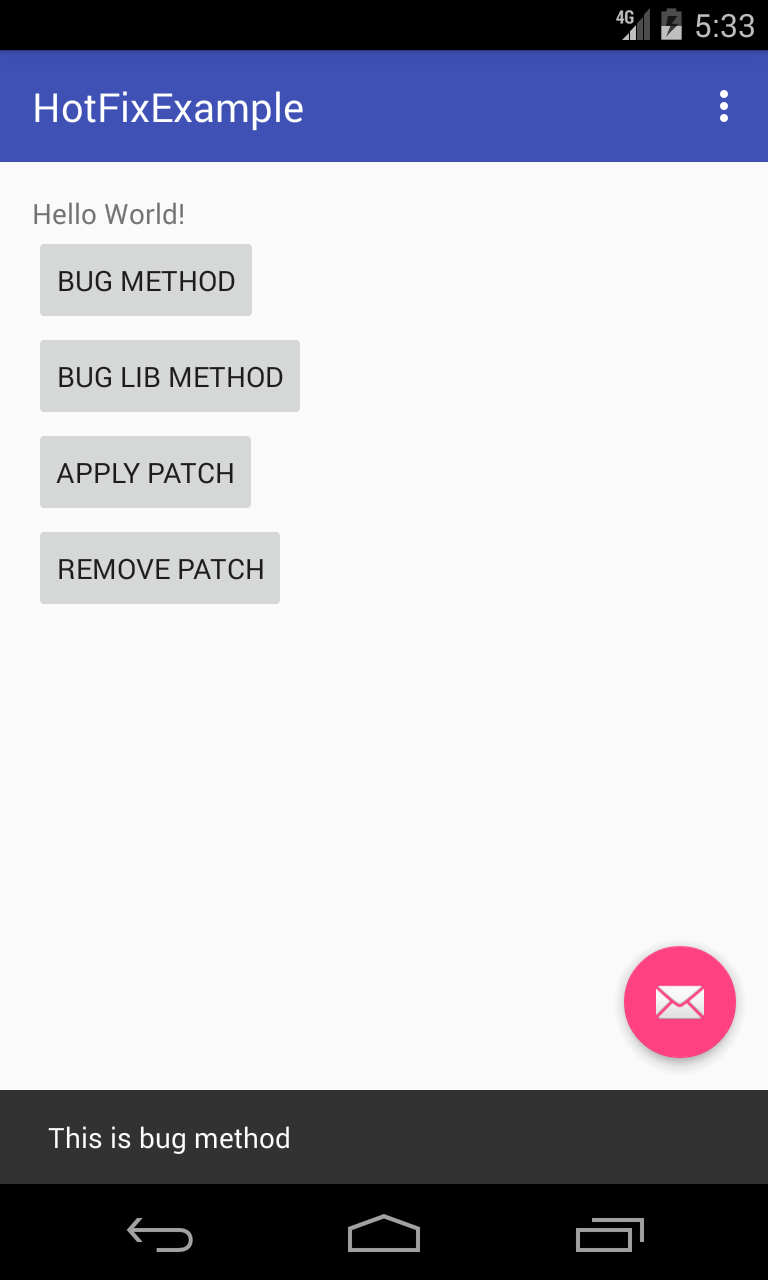 4G 5:33
HotFixExample
Hello World!
BUG METHOD
BUG LIB METHOD
APPLY PATCH
REMOVE PATCH
This is bug method